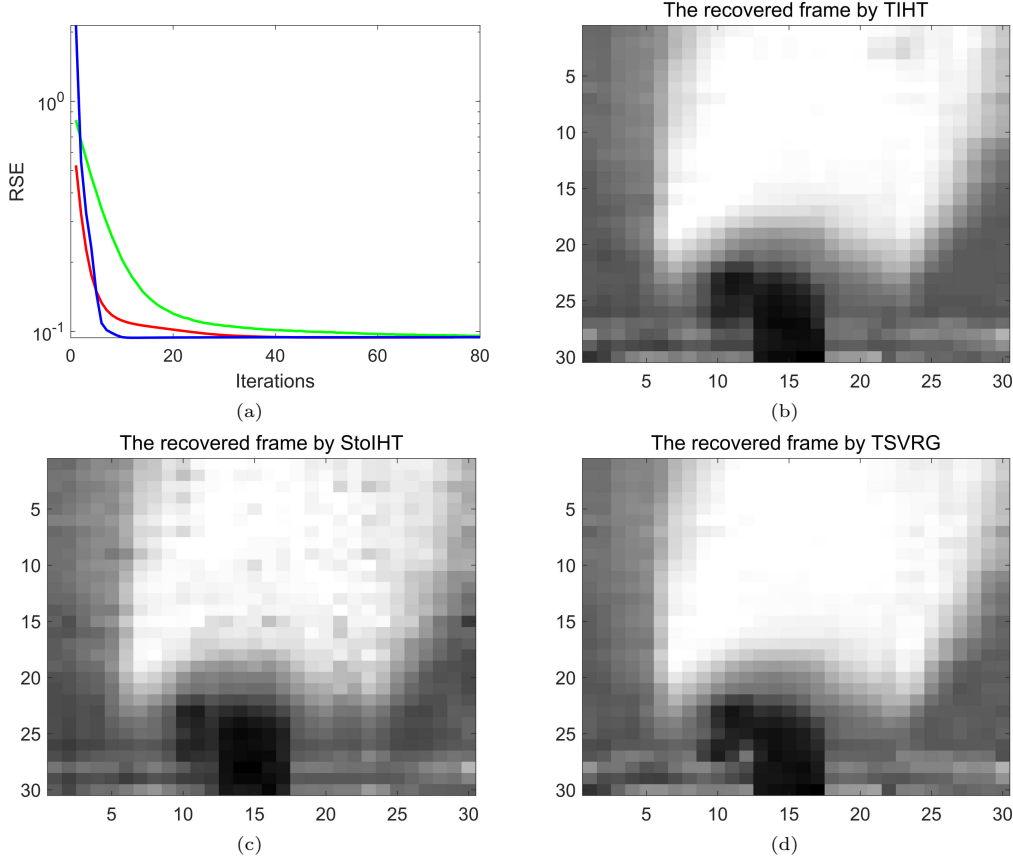 RSE
10^0
10^-1
0 20 40 60 80
Iterations
(a)
The recovered frame by TIHT
5
10
15
20
25
30
5 10 15 20 25 30
(b)
The recovered frame by StoIHT
5
10
15
20
25
30
5 10 15 20 25 30
(c)
The recovered frame by TSVRG
5
10
15
20
25
30
5 10 15 20 25 30
(d)